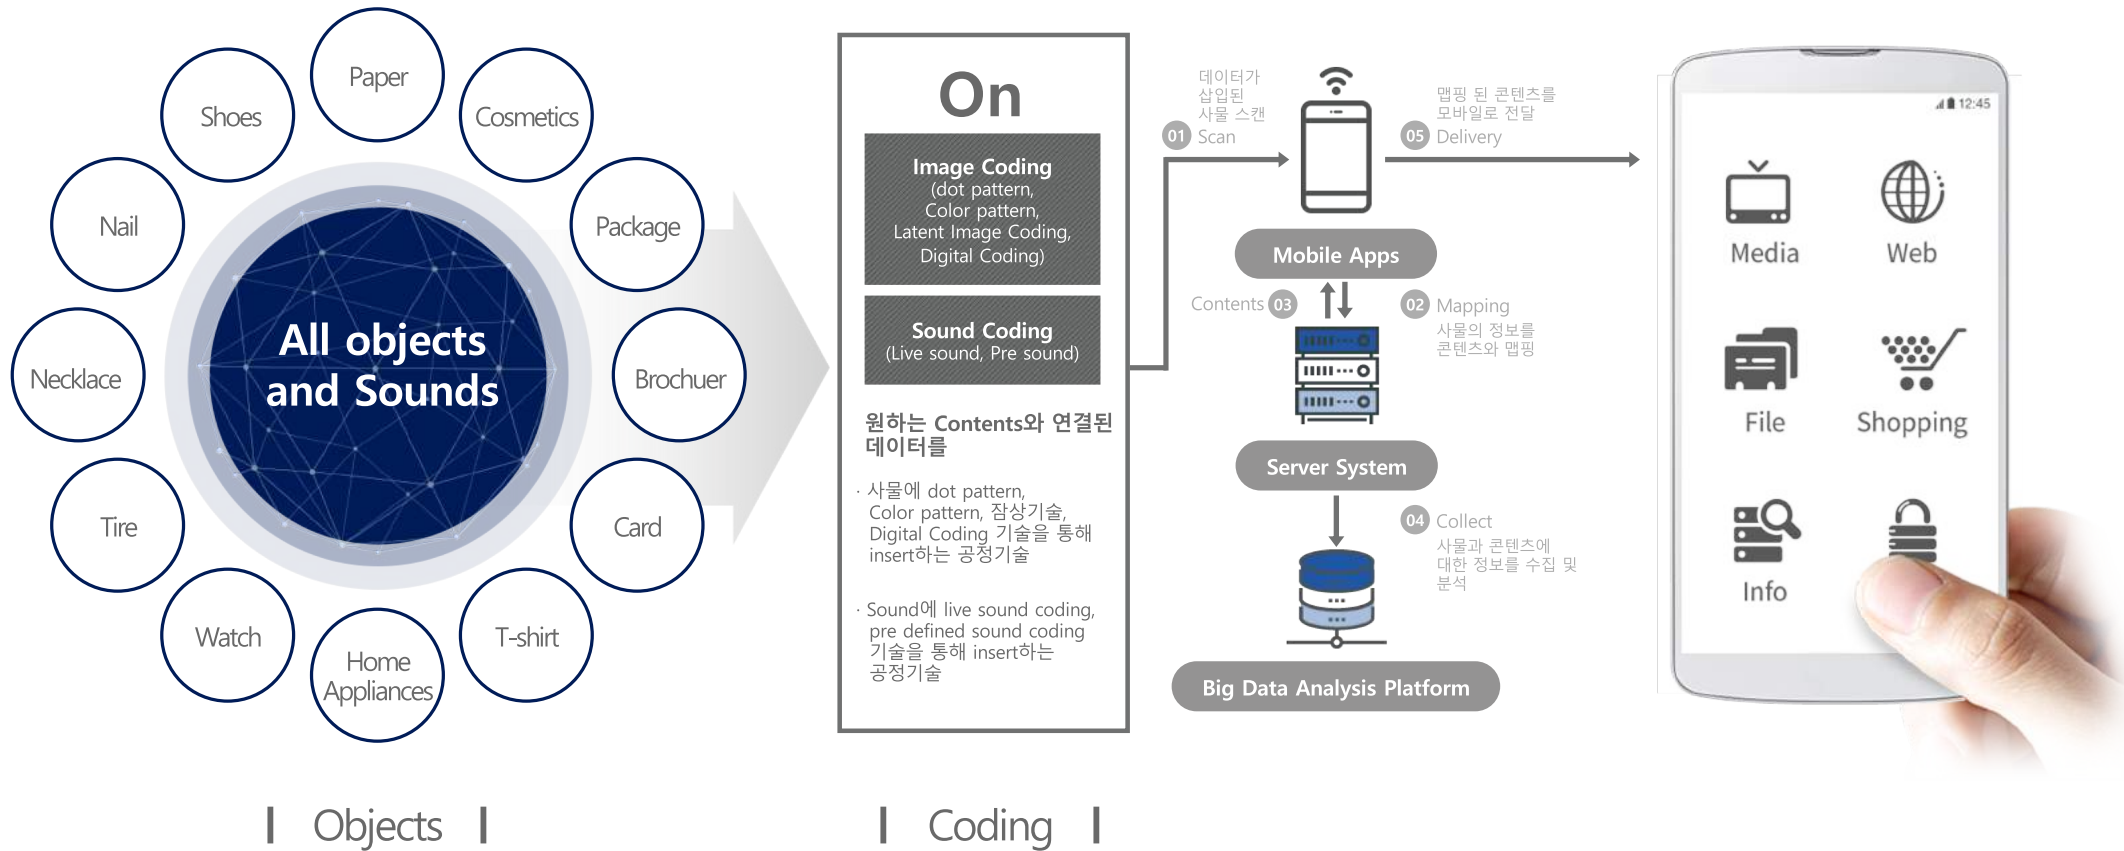 Paper
Shoes
Cosmetics
Nail
Package
Necklace
All objects
and Sounds
Brochuer
Tire
Card
Watch
T-shirt
Home
Appliances
On
Image Coding
(dot pattern,
Color pattern,
Latent Image Coding,
Digital Coding)
Sound Coding
(Live sound, Pre sound)
원하는 Contents와 연결된
데이터를
· 사물에 dot pattern,
Color pattern, 잠상기술,
Digital Coding 기술을 통해
insert하는 공정기술
· Sound에 live sound coding,
pre defined sound coding
기술을 통해 insert하는
공정기술
데이터가
삽입된
사물 스캔
01 Scan
맵핑 된 콘텐츠를
모바일로 전달
05 Delivery
Mobile Apps
Contents 03
02 Mapping
사물의 정보를
콘텐츠와 맵핑
Server System
04 Collect
사물과 콘텐츠에
대한 정보를 수집 및
분석
Big Data Analysis Platform
12:45
Media
Web
File
Shopping
Info
Objects
Coding